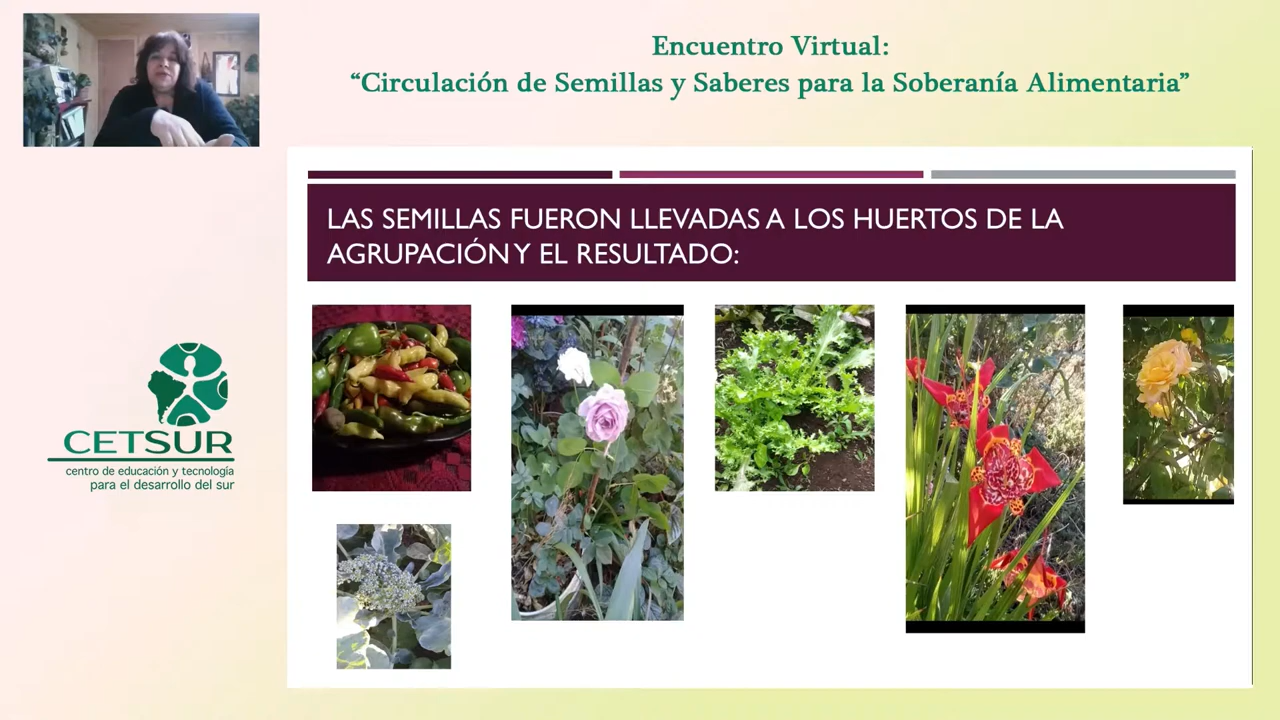 Encuentro Virtual:
“Circulación de Semillas y Saberes para la Soberanía Alimentaria”
LAS SEMILLAS FUERON LLEVADAS A LOS HUERTOS DE LA
AGRUPACIÓN Y EL RESULTADO:
CETSUR
centro de educación y tecnología
para el desarrollo del sur